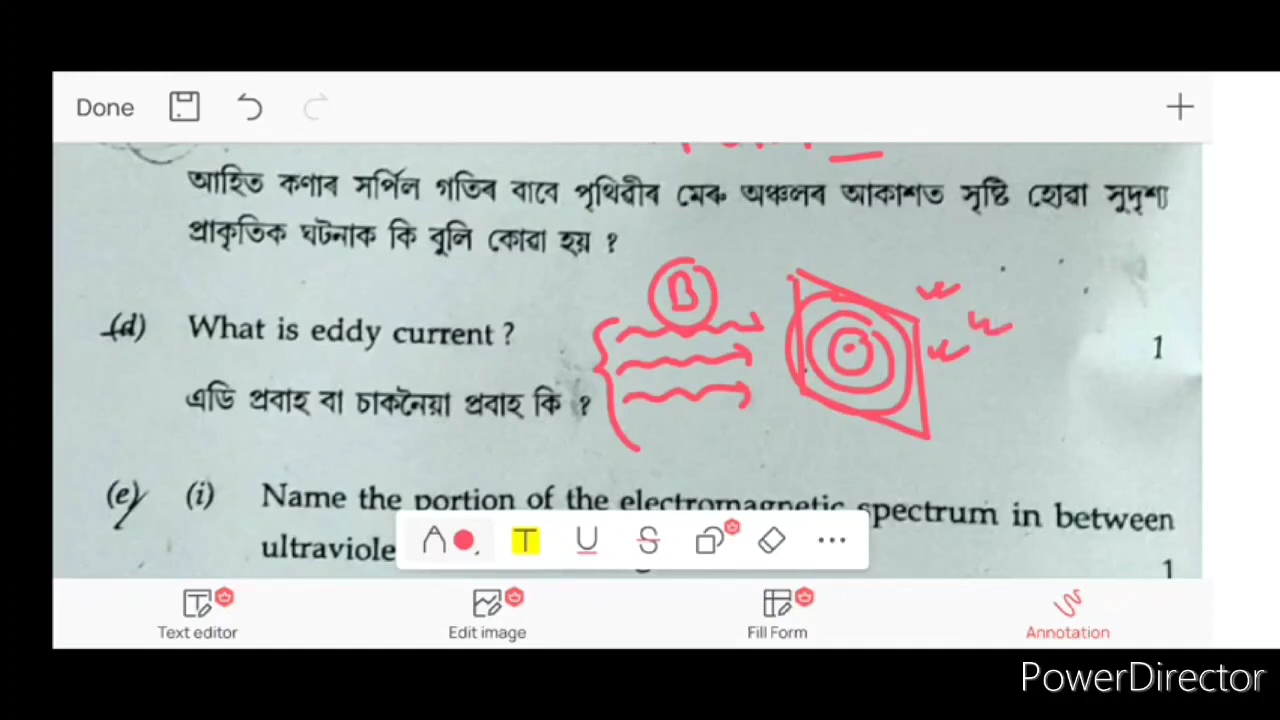 Done
আহিত কণাৰ সৰ্পিল গতিৰ বাবে পৃথিৱীৰ মেৰু অঞ্চলৰ আকাশত সৃষ্টি হোৱা সুদৃশ্য
প্ৰাকৃতিক ঘটনাক কি বুলি কোৱা হয় ?
B
(d) What is eddy current ? 1
এডি প্ৰবাহ বা চাকনৈয়া প্ৰবাহ কি ?
(e) (i) Name the portion of the electromagnetic spectrum in between
1
T U S
Text editor Edit image Fill Form Annotation
PowerDirector